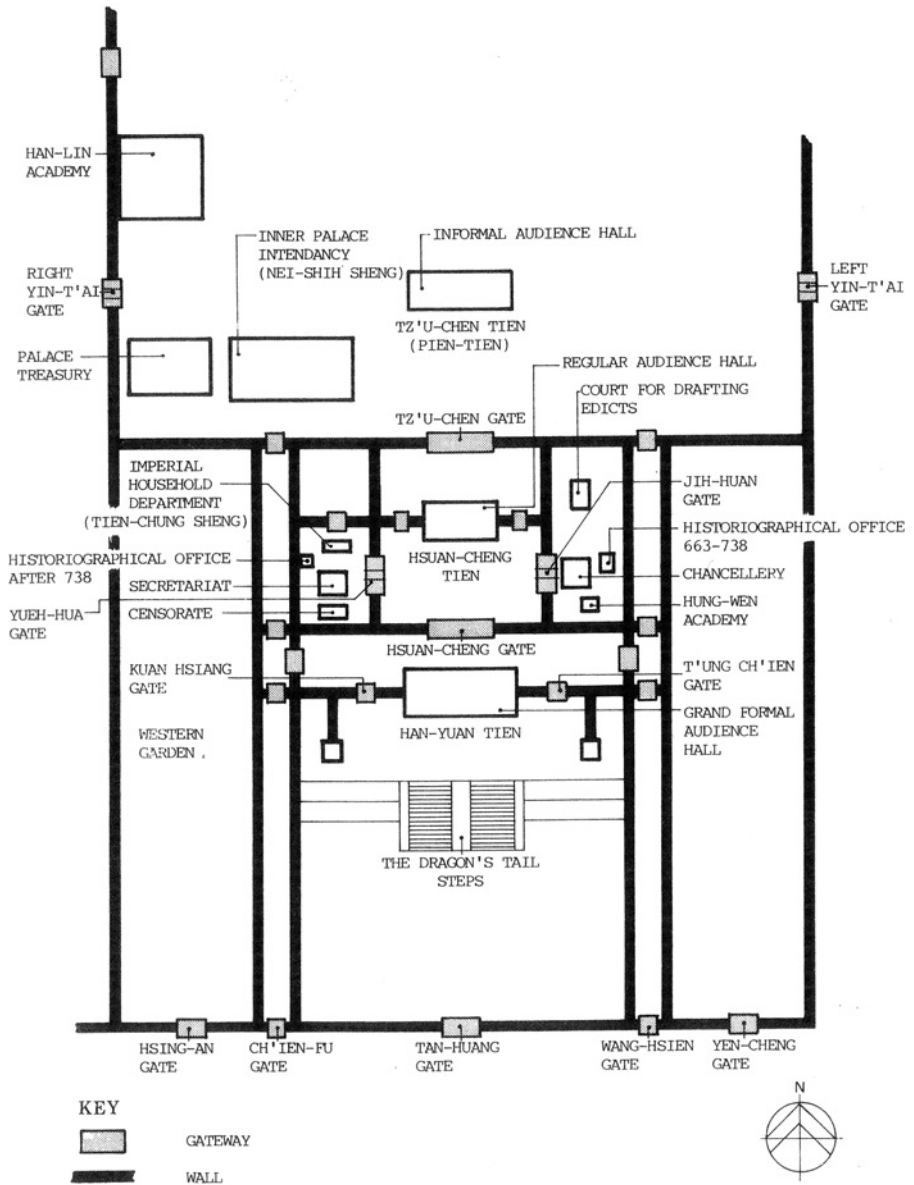 HAN-LIN
ACADEMY
INNER PALACE
INTENDANCY
(NEI-SHIH SHENG)
INFORMAL AUDIENCE HALL
RIGHT
YIN-T'AI
GATE
LEFT
YIN-T'AI
GATE
TZ'U-CHEN TIEN
(PIEN-TIEN)
PALACE
TREASURY
REGULAR AUDIENCE HALL
COURT FOR DRAFTING
EDICTS
TZ'U-CHEN GATE
IMPERIAL
HOUSEHOLD
DEPARTMENT
(TIEN-CHUNG SHENG)
JIH-HUAN
GATE
HISTORIOGRAPHICAL OFFICE
AFTER 738
HSUAN-CHENG
TIEN
HISTORIOGRAPHICAL OFFICE
663-738
SECRETARIAT
CHANCELLERY
YUEH-HUA
GATE
CENSORATE
HUNG-WEN
ACADEMY
HSUAN-CHENG GATE
KUAN HSIANG
GATE
T'UNG CH'IEN
GATE
HAN-YUAN TIEN
GRAND FORMAL
AUDIENCE
HALL
WESTERN
GARDEN
THE DRAGON'S TAIL
STEPS
HSING-AN
GATE
CH'IEN-FU
GATE
TAN-HUANG
GATE
WANG-HSIEN
GATE
YEN-CHENG
GATE
KEY
GATEWAY
WALL
N